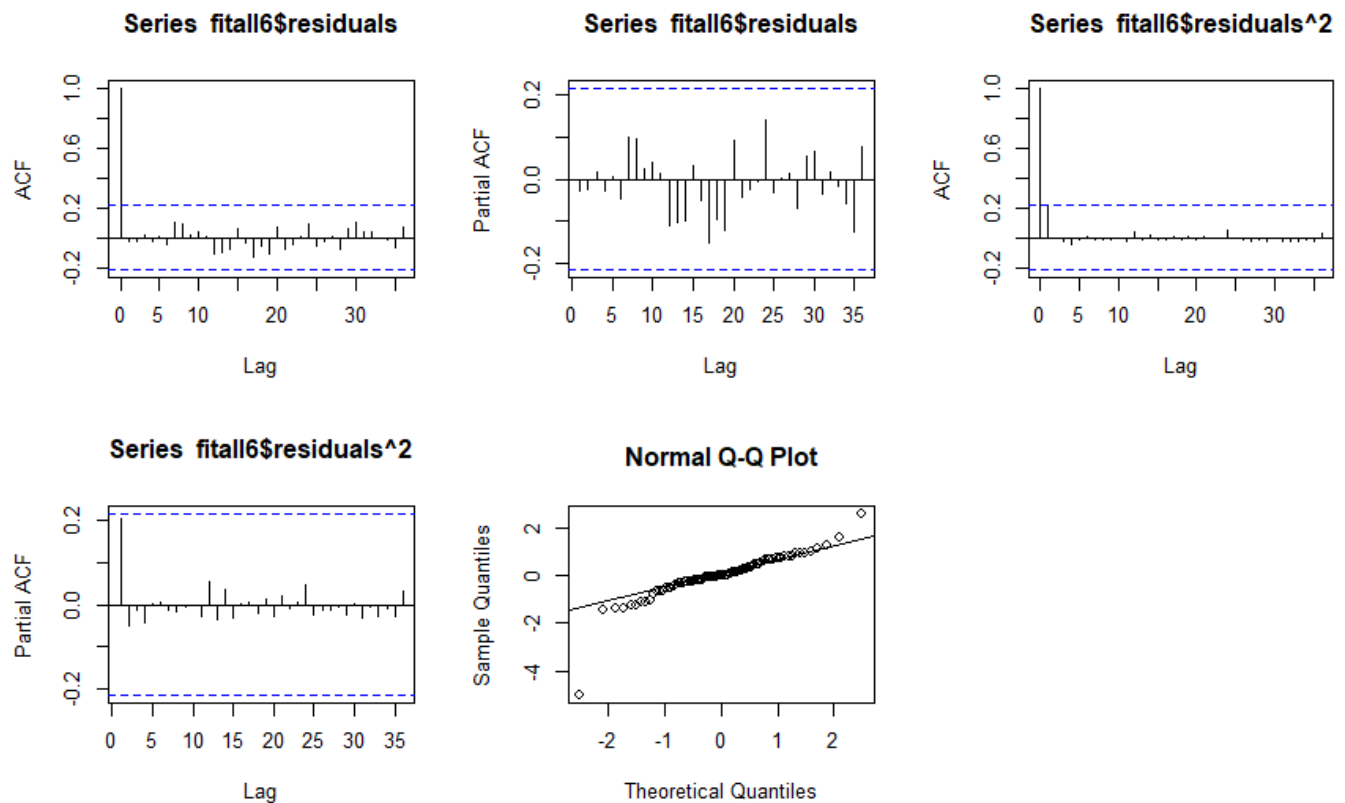 Series fitall6$residuals
ACF
-0.2 0.2 0.6 1.0
0 5 10 20 30
Lag
Series fitall6$residuals
Partial ACF
-0.2 0.0 0.2
0 5 10 15 20 25 30 35
Lag
Series fitall6$residuals^2
ACF
-0.2 0.2 0.6 1.0
0 5 10 20 30
Lag
Series fitall6$residuals^2
Partial ACF
-0.2 0.0 0.2
0 5 10 15 20 25 30 35
Lag
Normal Q-Q Plot
Sample Quantiles
-4 -2 0 2
-2 -1 0 1 2
Theoretical Quantiles